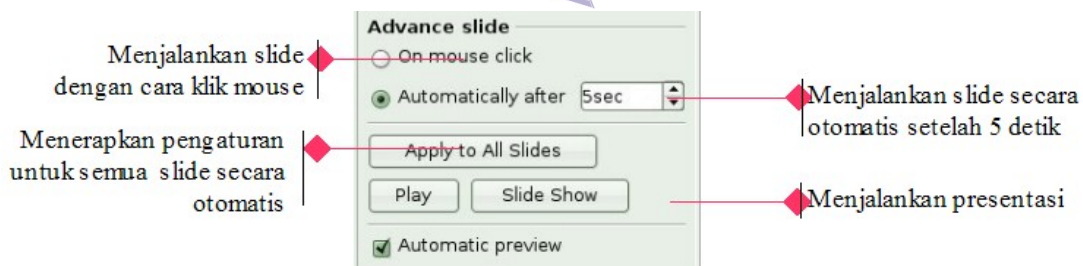 Advance slide
Menjalankan slide
dengan cara klik mouse
On mouse click
Automatically after 5sec
Menjalankan slide secara
otomatis setelah 5 detik
Menerapkan pengaturan
untuk semua slide secara
otomatis
Apply to All Slides
Play Slide Show
Menjalankan presentasi
Automatic preview